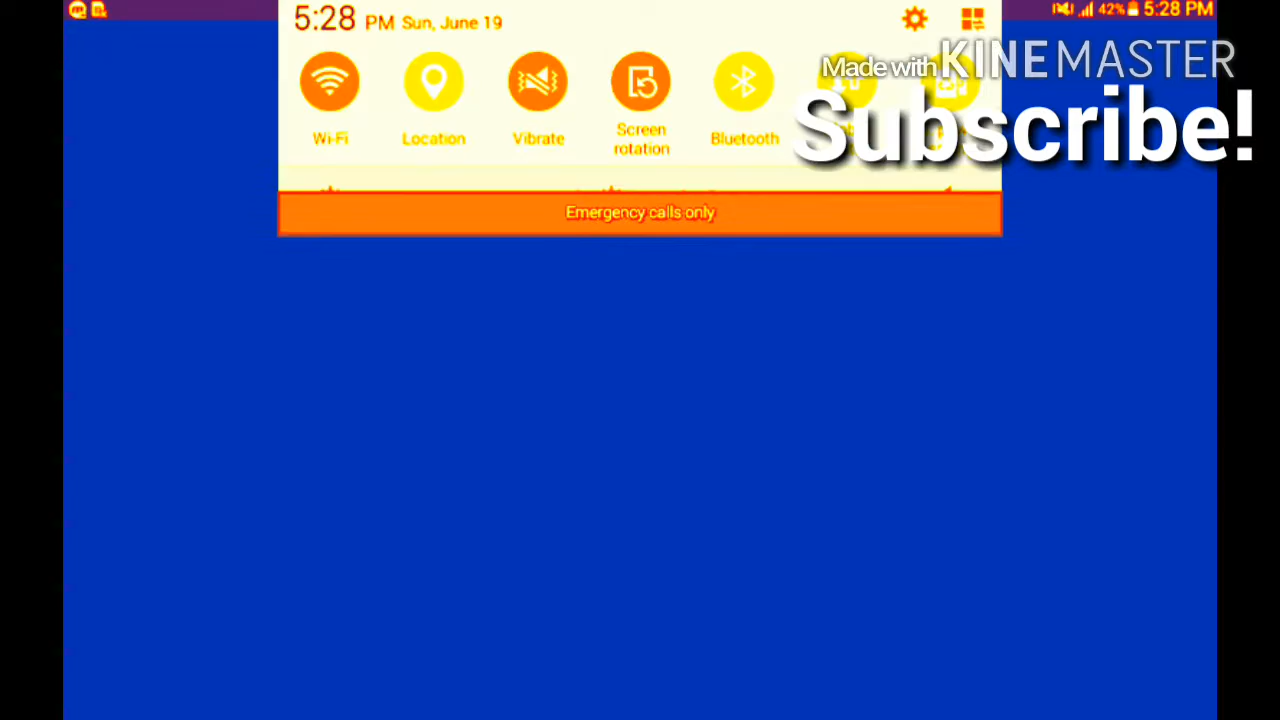 42% 5:28 PM
5:28 PM Sun, June 19
Made with KINEMASTER
Subscribe!
Wi-Fi
Location
Vibrate
Screen
rotation
Bluetooth
Emergency calls only